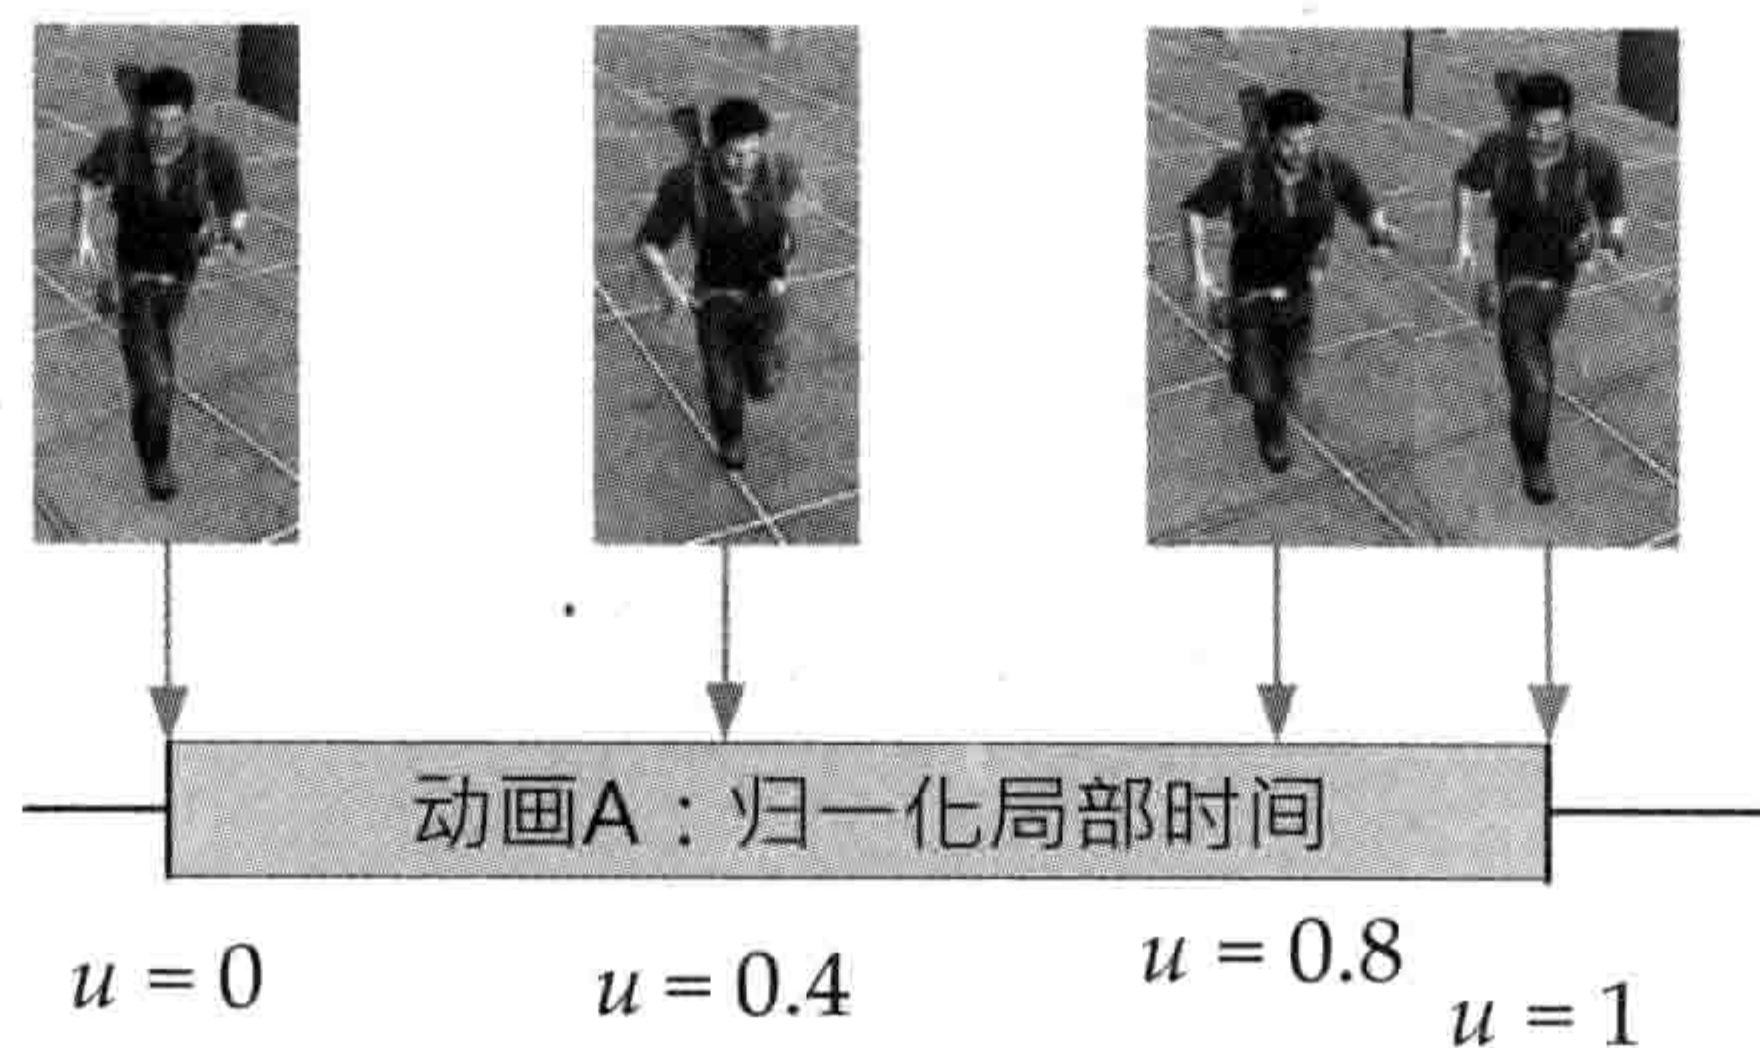 动画A：归一化局部时间
u = 0
u = 0.4
u = 0.8
u = 1